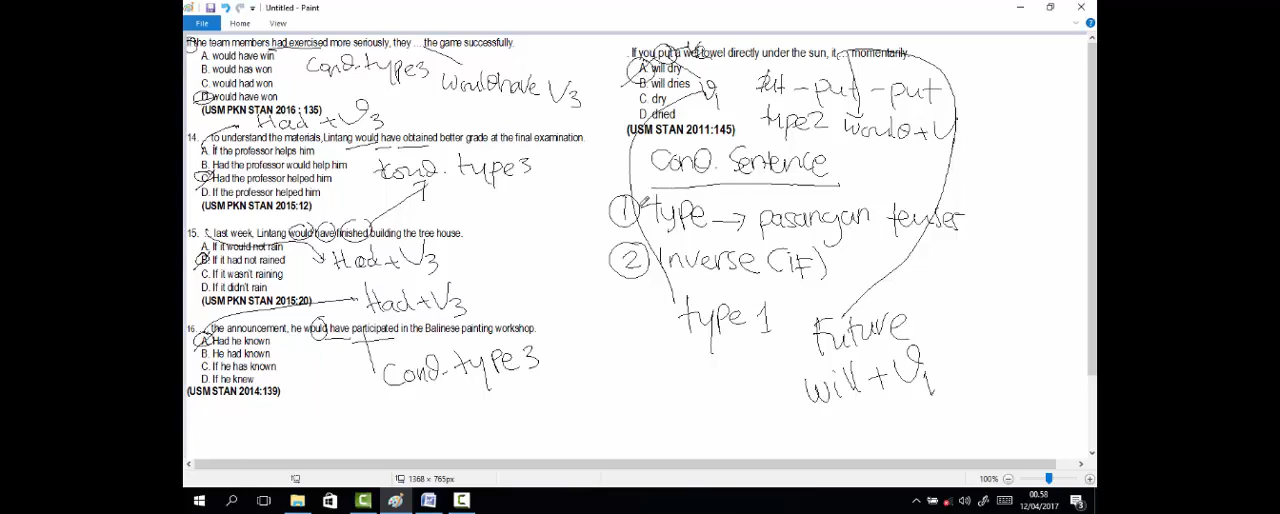 Untitled - Paint
File Home View
If the team members had exercised more seriously, they ... the game successfully.
A. would have win
B. would has won
C. would had won
D. would have won
(USM PKN STAN 2016 : 135)
Cond. type 3
Would have V3
Had + V3
14. ... to understand the materials, Lintang would have obtained better grade at the final examination.
A. If the professor helps him
B. Had the professor would help him
C. Had the professor helped him
D. If the professor helped him
(USM PKN STAN 2015:12)
Cond. type 3
15. ... last week, Lintang would have finished building the tree house.
A. If it would not rain
B. If it had not rained
C. If it wasn't raining
D. If it didn't rain
(USM PKN STAN 2015:20)
Had + V3
Had + V3
16. ... the announcement, he would have participated in the Balinese painting workshop.
A. Had he known
B. He had known
C. If he has known
D. If he knew
(USM STAN 2014:139)
Cond. type 3
If you put a wet towel directly under the sun, it ... momentarily.
A. will dry
B. will dries
C. dry
D. dried
(USM STAN 2011:145)
V1
Put - put - put
type 2 would + V1
Cond. Sentence
1 type → pasangan tenses
2 Inverse (if)
type 1
Future
will + V1
1368 × 765px
100%
00.58
12/04/2017
3